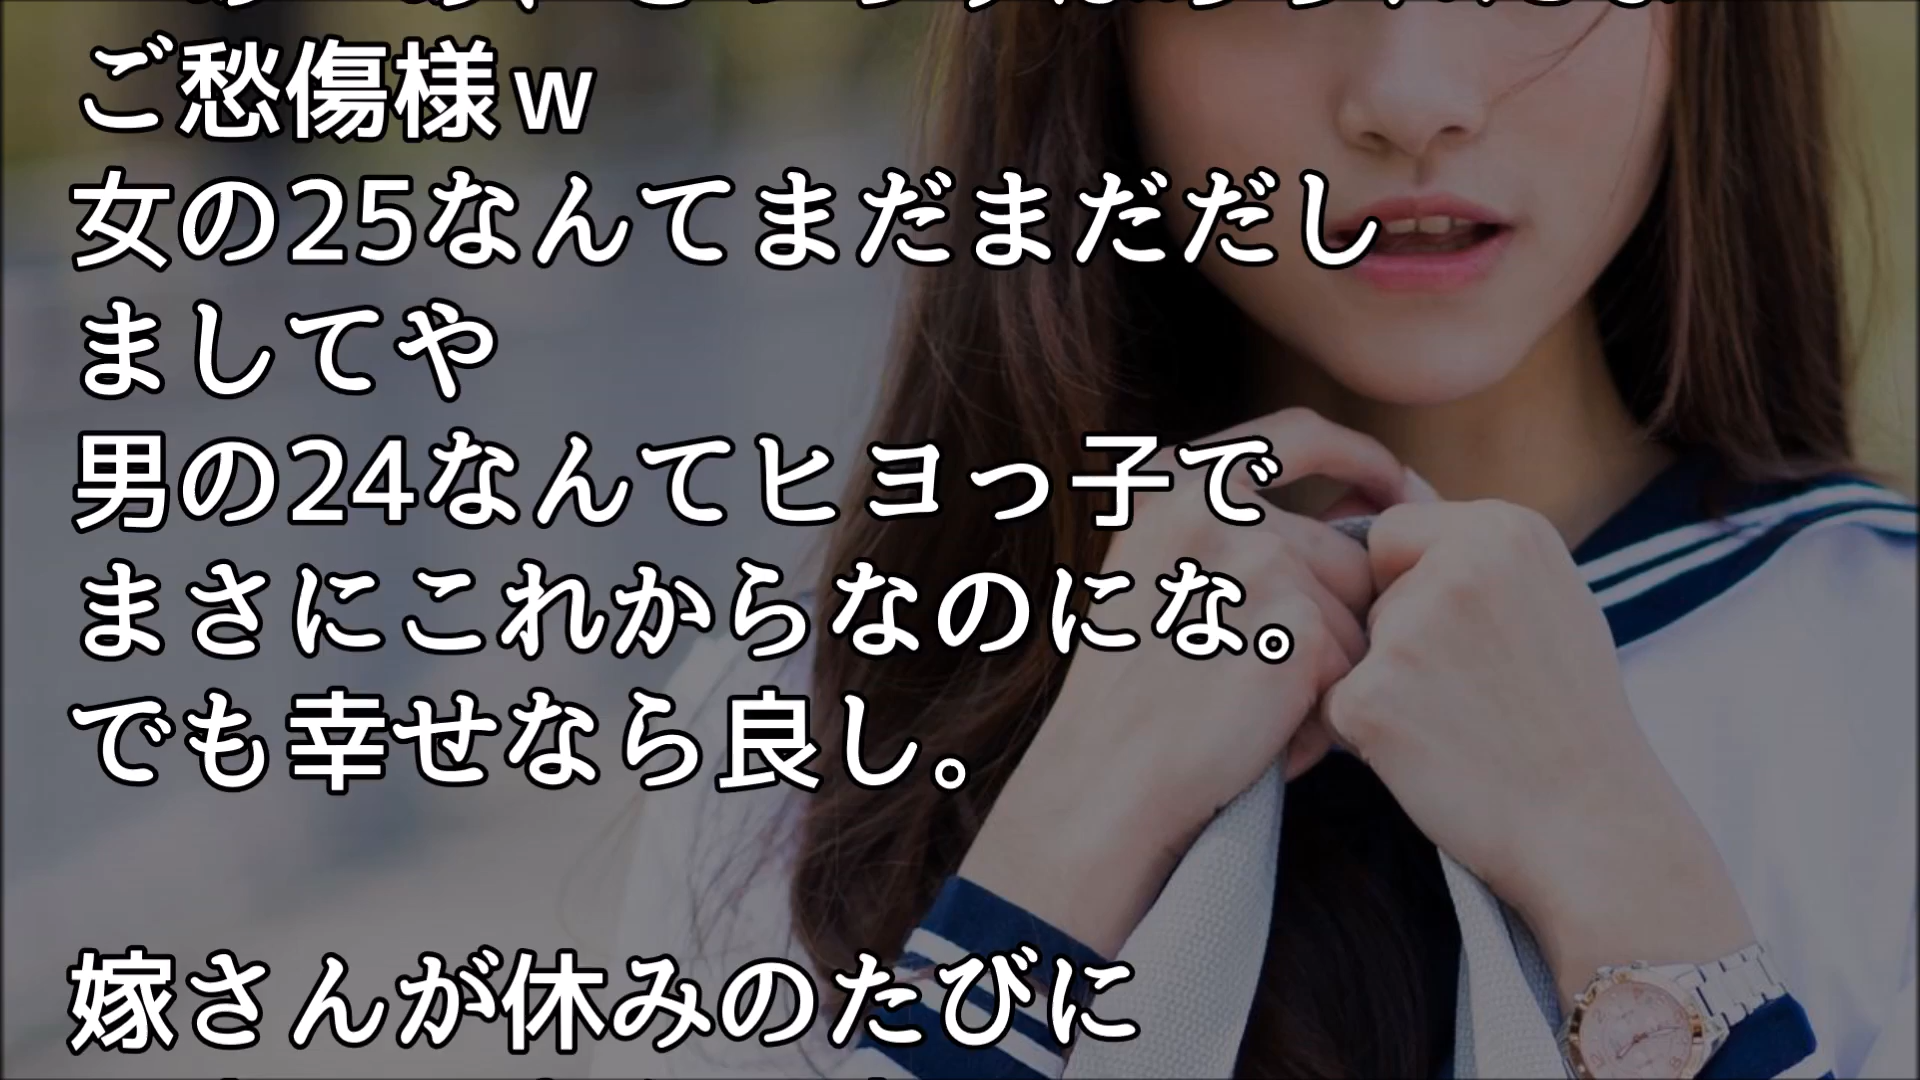 ご愁傷様ｗ
女の25なんてまだまだだし
ましてや
男の24なんてヒヨっ子で
まさにこれからなのにな。
でも幸せなら良し。
嫁さんが休みのたびに